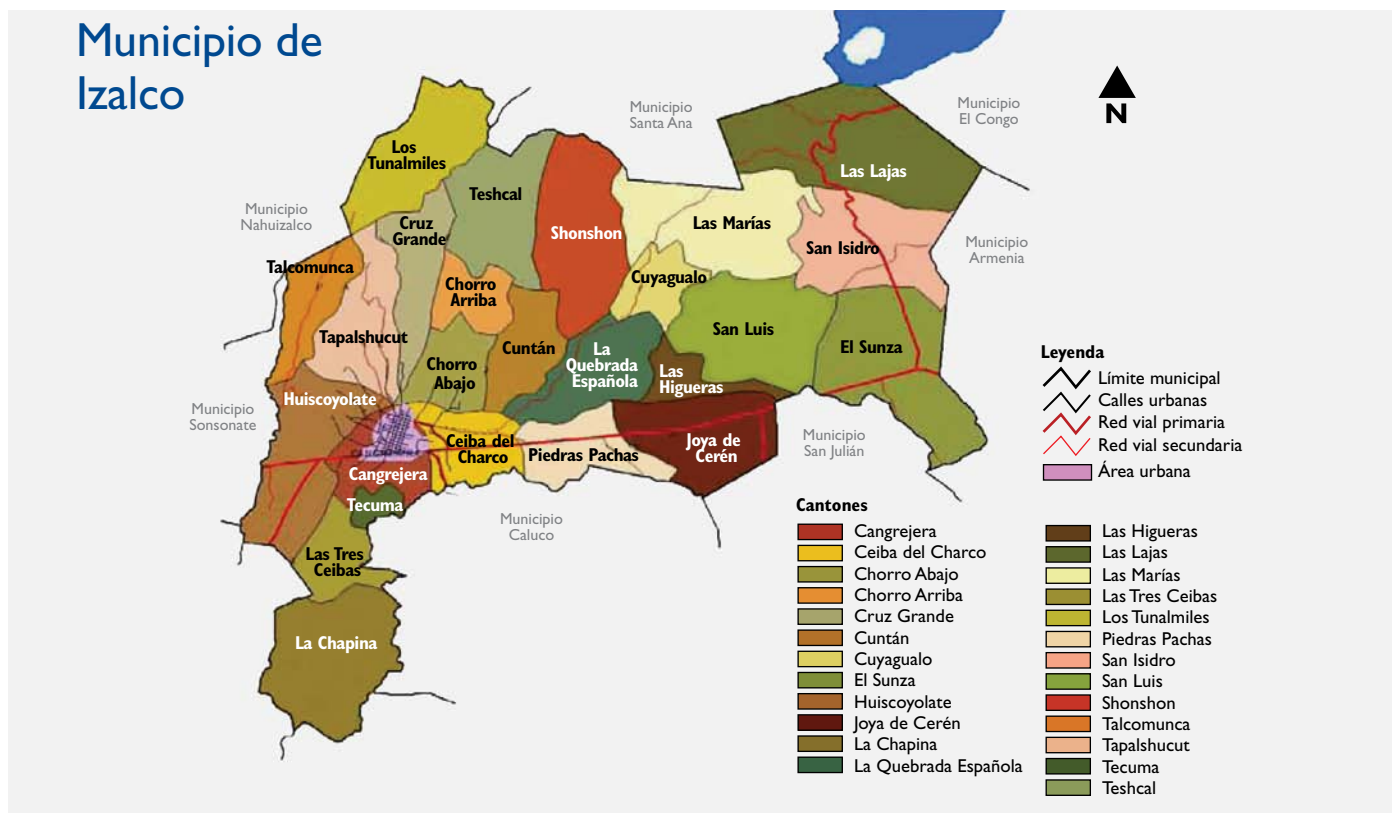 Municipio de
Izalco
Municipio
Santa Ana
Municipio
El Congo
N
Los
Tunalmiles
Teshcal
Las Lajas
Municipio
Nahuizalco
Cruz
Grande
Shonshon
Las Marías
San Isidro
Municipio
Armenia
Talcomunca
Chorro
Arriba
Cuyagualo
Tapalshucut
Cuntán
San Luis
El Sunza
Chorro
Abajo
La
Quebrada
Española
Las
Higueras
Huiscoyolate
Municipio
Sonsonate
Ceiba del
Charco
Piedras Pachas
Joya de
Cerén
Municipio
San Julián
Cangrejera
Tecuma
Municipio
Caluco
Las Tres
Ceibas
La Chapina
Leyenda
Límite municipal
Calles urbanas
Red vial primaria
Red vial secundaria
Área urbana
Cantones
Cangrejera
Ceiba del Charco
Chorro Abajo
Chorro Arriba
Cruz Grande
Cuntán
Cuyagualo
El Sunza
Huiscoyolate
Joya de Cerén
La Chapina
La Quebrada Española
Las Higueras
Las Lajas
Las Marías
Las Tres Ceibas
Los Tunalmiles
Piedras Pachas
San Isidro
San Luis
Shonshon
Talcomunca
Tapalshucut
Tecuma
Teshcal